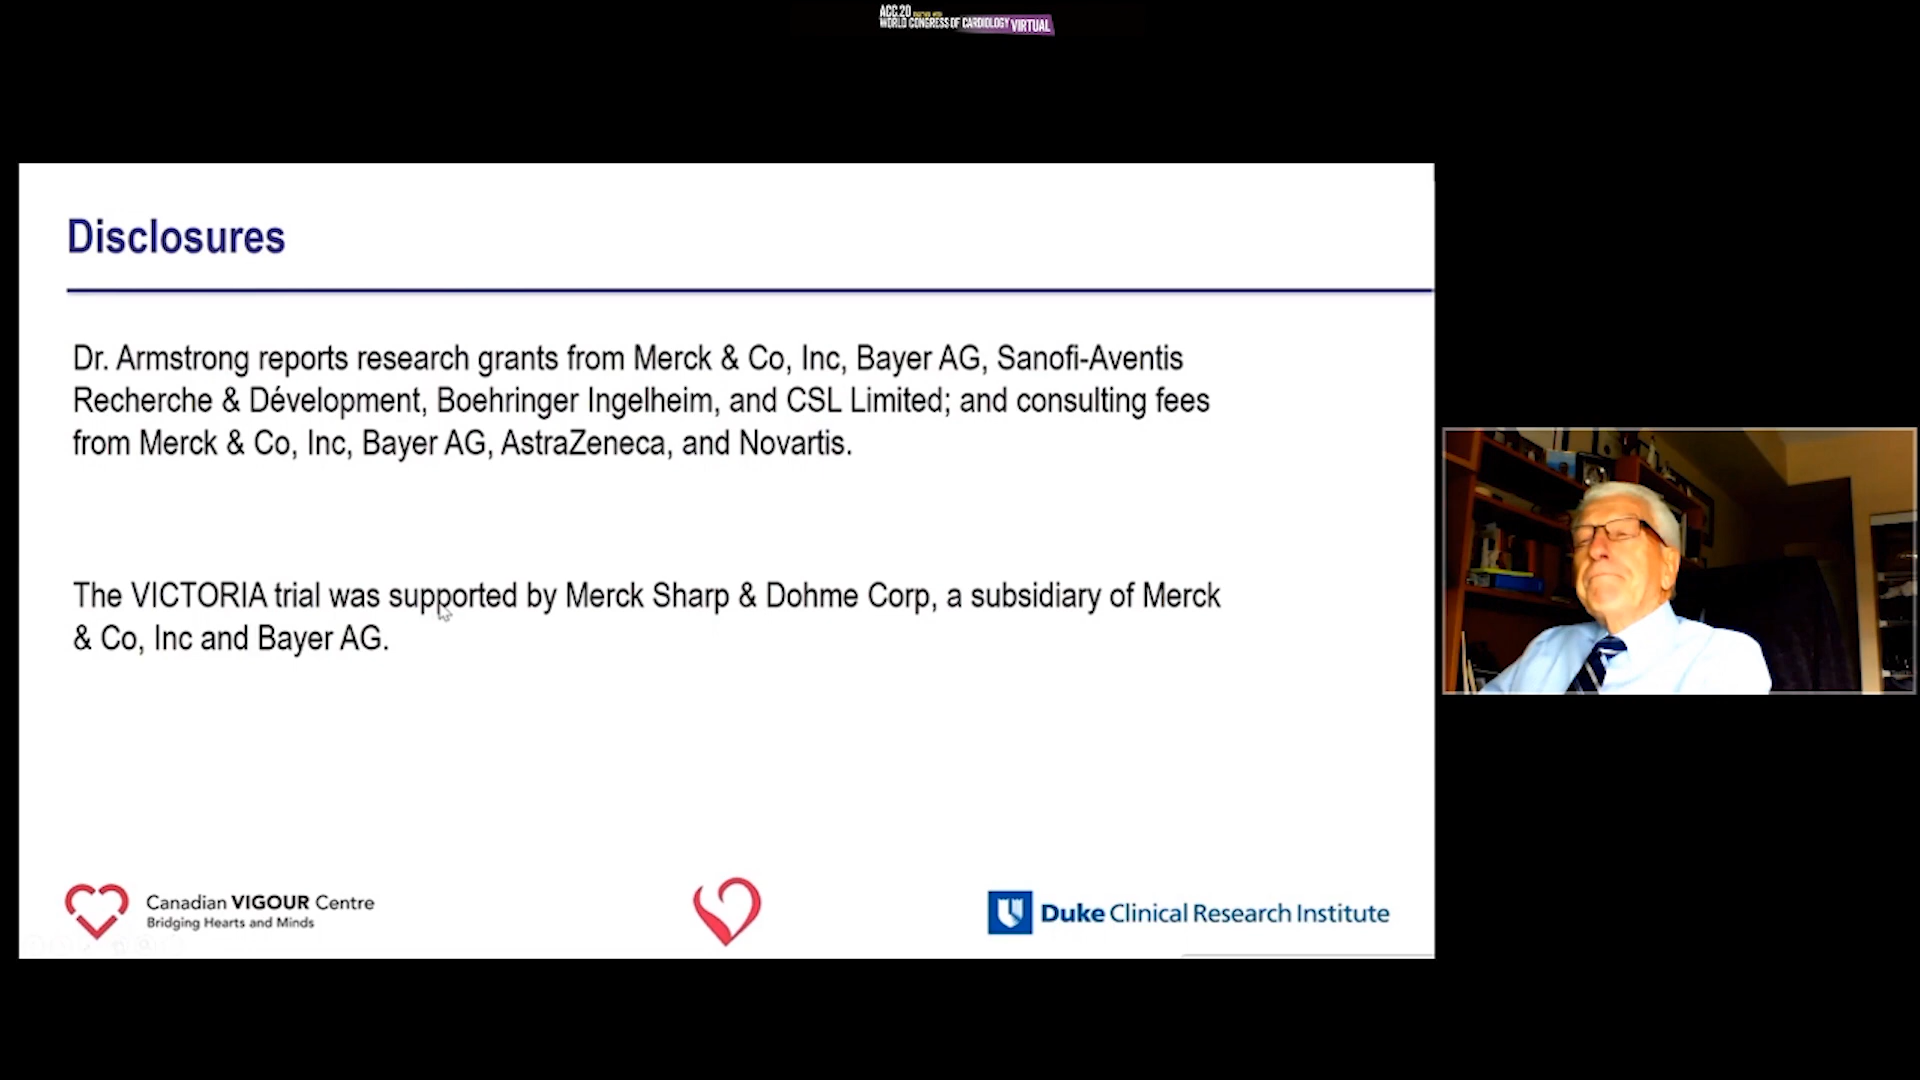 ACC.20
WORLD CONGRESS OF CARDIOLOGY VIRTUAL
Disclosures
Dr. Armstrong reports research grants from Merck & Co, Inc, Bayer AG, Sanofi-Aventis
Recherche & Dévelopment, Boehringer Ingelheim, and CSL Limited; and consulting fees
from Merck & Co, Inc, Bayer AG, AstraZeneca, and Novartis.
The VICTORIA trial was supported by Merck Sharp & Dohme Corp, a subsidiary of Merck
& Co, Inc and Bayer AG.
Canadian VIGOUR Centre
Bridging Hearts and Minds
Duke Clinical Research Institute